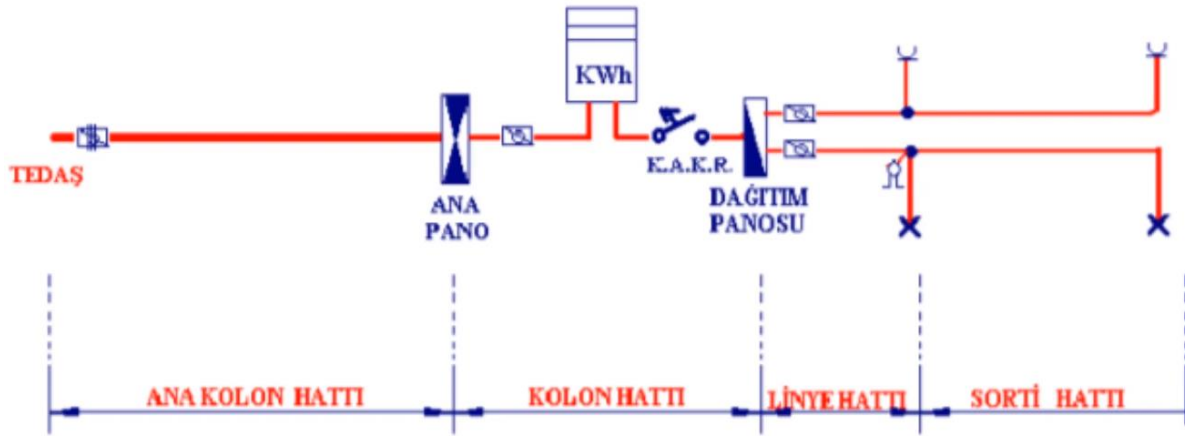 KWh
TEDAŞ
K.A.K.R.
ANA
PANO
DAĞITIM
PANOSU
ANA KOLON HATTI
KOLON HATTI
LİNYE HATTI
SORTİ HATTI